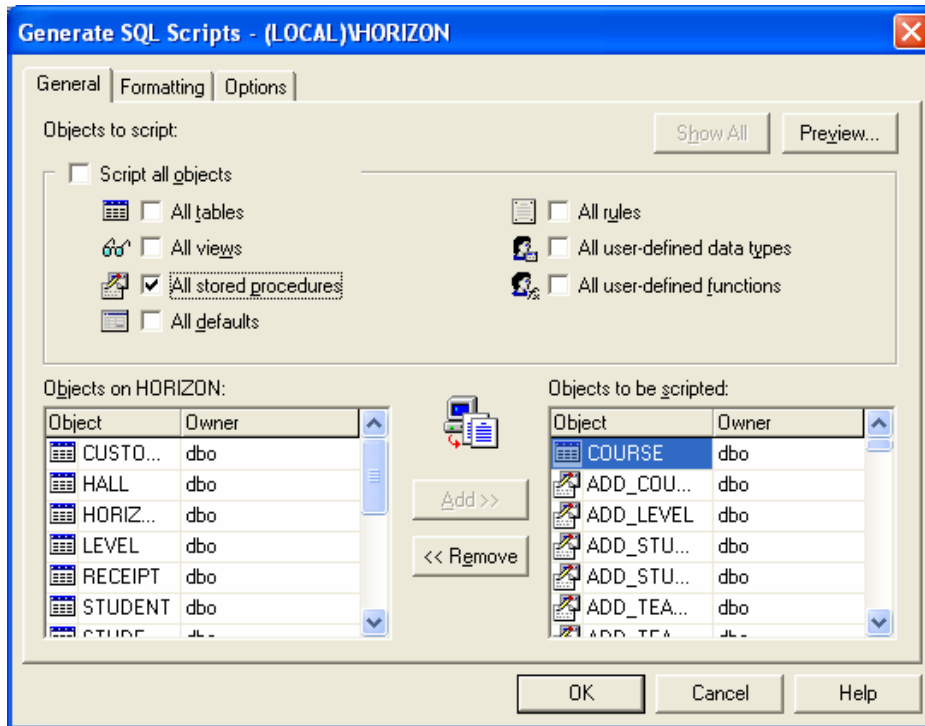 Generate SQL Scripts - (LOCAL)\HORIZON
General Formatting Options
Objects to script:
Show All Preview...
Script all objects
All tables All rules
All views All user-defined data types
All stored procedures All user-defined functions
All defaults
Objects on HORIZON: Objects to be scripted:
Object Owner Object Owner
CUSTO... dbo COURSE dbo
HALL dbo ADD_COU... dbo
HORIZ... dbo Add >> ADD_LEVEL dbo
LEVEL dbo ADD_STU... dbo
RECEIPT dbo << Remove ADD_STU... dbo
STUDENT dbo ADD_TEA... dbo
OK Cancel Help